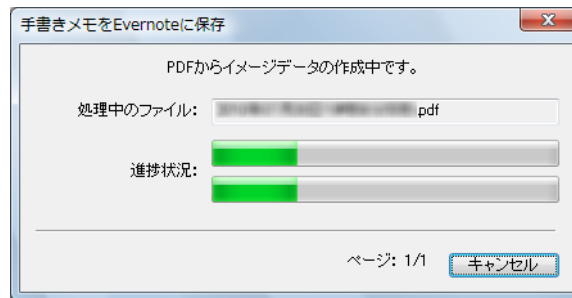 手書きメモをEvernoteに保存
PDFからイメージデータの作成中です。
処理中のファイル: .pdf
進捗状況:
ページ: 1/1 キャンセル